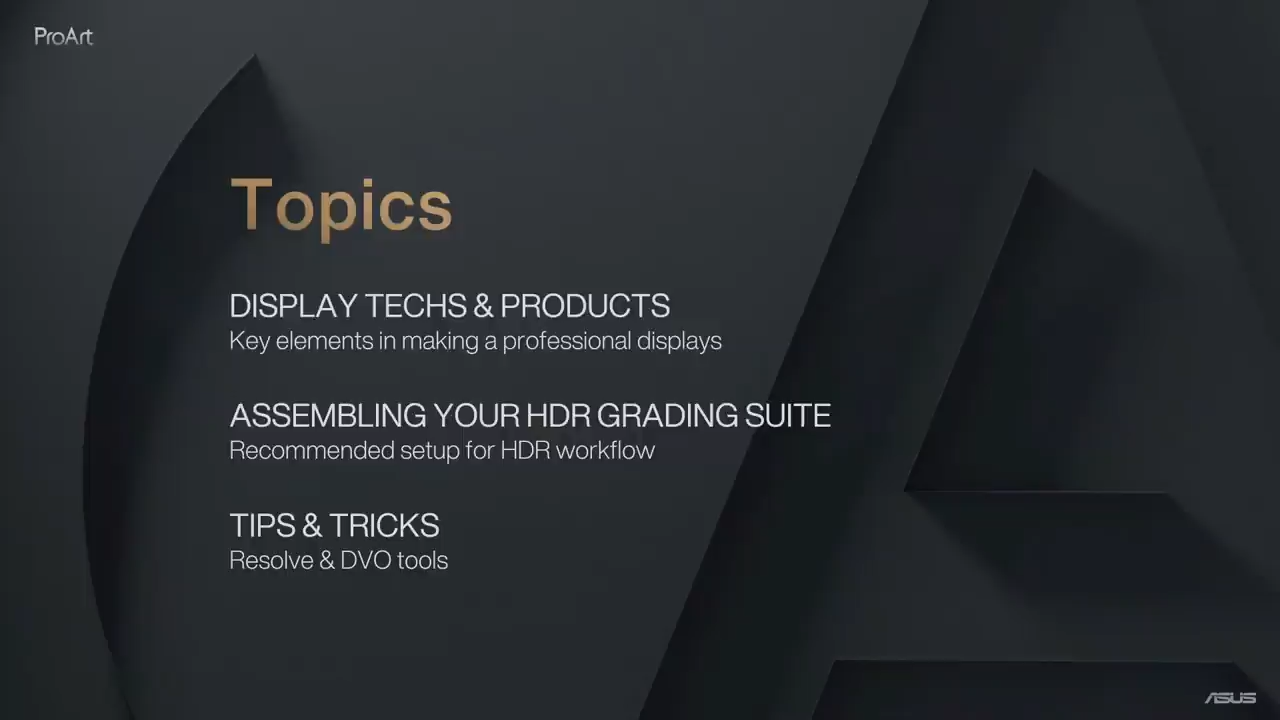 ProArt
Topics
DISPLAY TECHS & PRODUCTS
Key elements in making a professional displays
ASSEMBLING YOUR HDR GRADING SUITE
Recommended setup for HDR workflow
TIPS & TRICKS
Resolve & DVO tools
ASUS